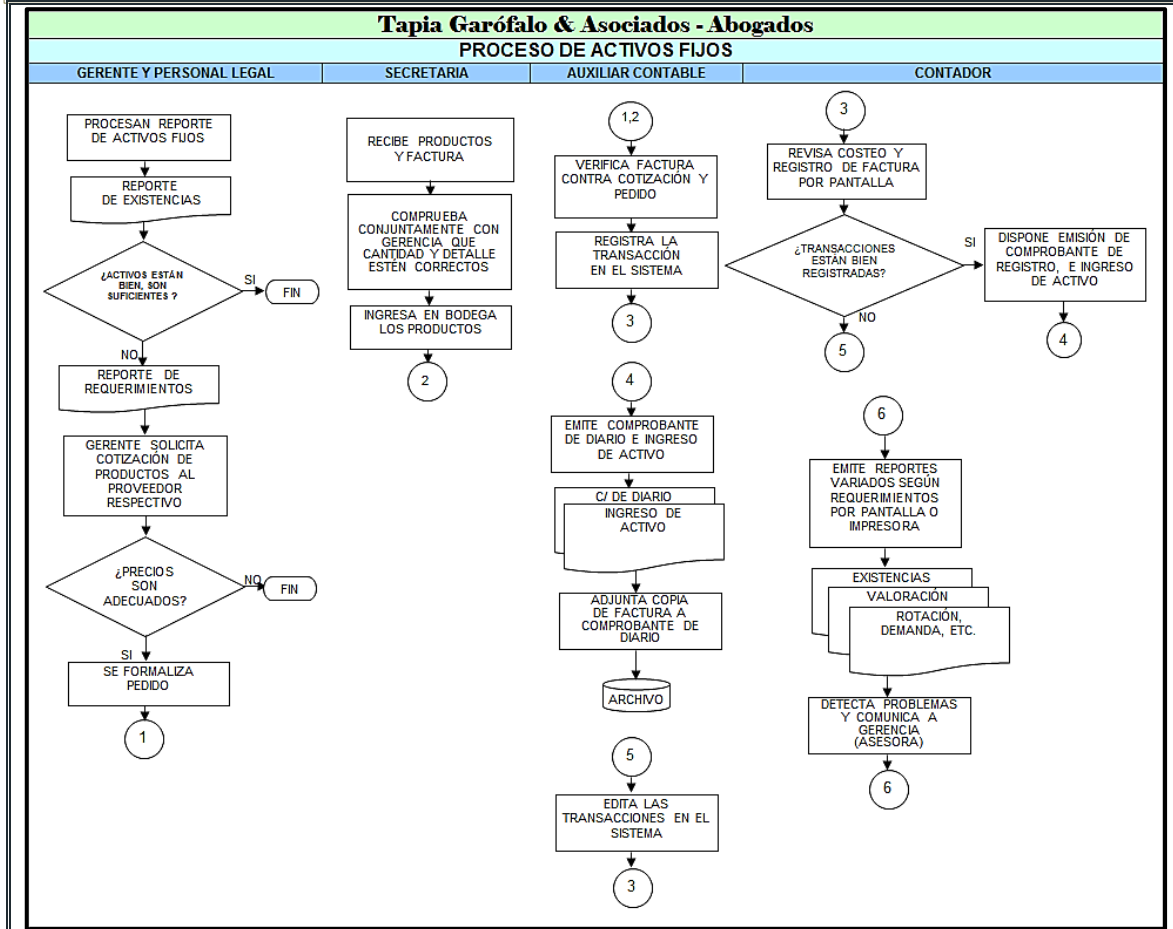 Tapia Garófalo & Asociados - Abogados
PROCESO DE ACTIVOS FIJOS
GERENTE Y PERSONAL LEGAL
SECRETARIA
AUXILIAR CONTABLE
CONTADOR
PROCESAN REPORTE
DE ACTIVOS FIJOS
REPORTE
DE EXISTENCIAS
¿ACTIVOS ESTÁN
BIEN, SON
SUFICIENTES ?
SI
FIN
NO
REPORTE DE
REQUERIMIENTOS
GERENTE SOLICITA
COTIZACIÓN DE
PRODUCTOS AL
PROVEEDOR
RESPECTIVO
¿PRECIOS
SON
ADECUADOS?
NO
FIN
SI
SE FORMALIZA
PEDIDO
1
RECIBE PRODUCTOS
Y FACTURA
COMPRUEBA
CONJUNTAMENTE CON
GERENCIA QUE
CANTIDAD Y DETALLE
ESTÉN CORRECTOS
INGRESA EN BODEGA
LOS PRODUCTOS
2
1,2
VERIFICA FACTURA
CONTRA COTIZACIÓN Y
PEDIDO
REGISTRA LA
TRANSACCIÓN
EN EL SISTEMA
3
4
EMITE COMPROBANTE
DE DIARIO E INGRESO
DE ACTIVO
C/ DE DIARIO
INGRESO DE
ACTIVO
ADJUNTA COPIA
DE FACTURA A
COMPROBANTE DE
DIARIO
ARCHIVO
5
EDITA LAS
TRANSACCIONES EN EL
SISTEMA
3
3
REVISA COSTEO Y
REGISTRO DE FACTURA
POR PANTALLA
¿TRANSACCIONES
ESTÁN BIEN
REGISTRADAS?
SI
DISPONE EMISIÓN DE
COMPROBANTE DE
REGISTRO, E INGRESO
DE ACTIVO
4
NO
5
6
EMITE REPORTES
VARIADOS SEGÚN
REQUERIMIENTOS
POR PANTALLA O
IMPRESORA
EXISTENCIAS
VALORACIÓN
ROTACIÓN,
DEMANDA, ETC.
DETECTA PROBLEMAS
Y COMUNICA A
GERENCIA
(ASESORA)
6